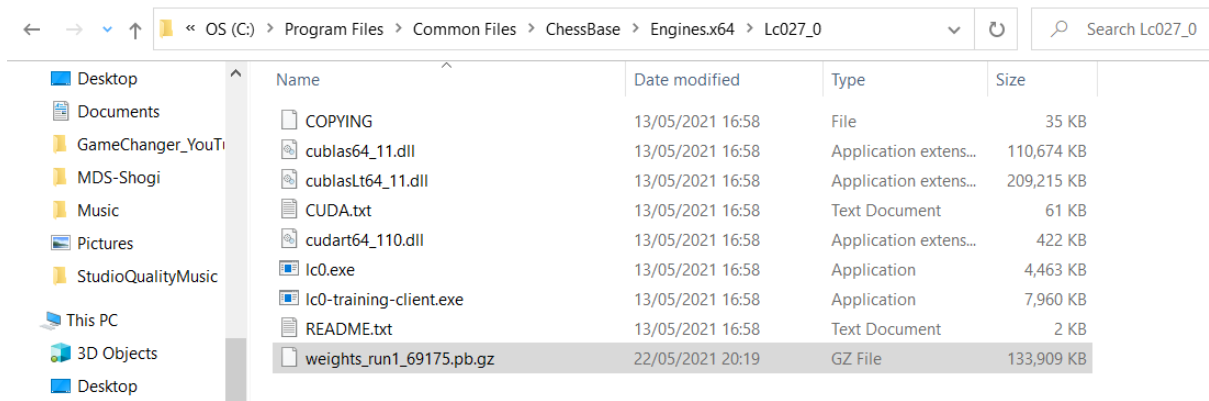 « OS (C:) > Program Files > Common Files > ChessBase > Engines.x64 > Lc027_0 Search Lc027_0
Name Date modified Type Size
Desktop
Documents
GameChanger_YouTu
MDS-Shogi
Music
Pictures
StudioQualityMusic
This PC
3D Objects
Desktop
COPYING 13/05/2021 16:58 File 35 KB
cublas64_11.dll 13/05/2021 16:58 Application extens... 110,674 KB
cublasLt64_11.dll 13/05/2021 16:58 Application extens... 209,215 KB
CUDA.txt 13/05/2021 16:58 Text Document 61 KB
cudart64_110.dll 13/05/2021 16:58 Application extens... 422 KB
lc0.exe 13/05/2021 16:58 Application 4,463 KB
lc0-training-client.exe 13/05/2021 16:58 Application 7,960 KB
README.txt 13/05/2021 16:58 Text Document 2 KB
weights_run1_69175.pb.gz 22/05/2021 20:19 GZ File 133,909 KB